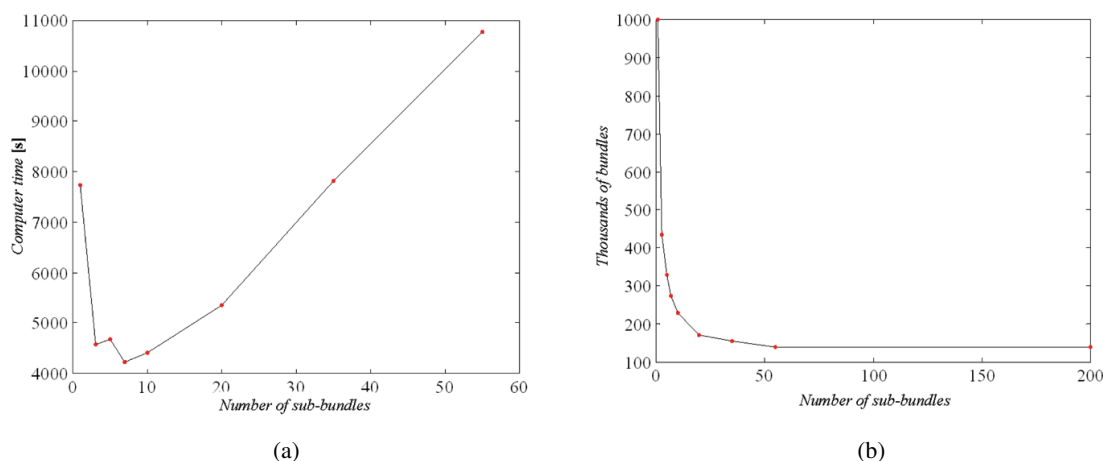 11000
10000
9000
8000
7000
6000
5000
4000
Computer time [s]
0 10 20 30 40 50 60
Number of sub-bundles
(a)
1000
900
800
700
600
500
400
300
200
100
Thousands of bundles
0 50 100 150 200
Number of sub-bundles
(b)